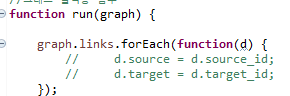 function run(graph) {
graph.links.forEach(function(d) {
//     d.source = d.source_id;
//     d.target = d.target_id;
});